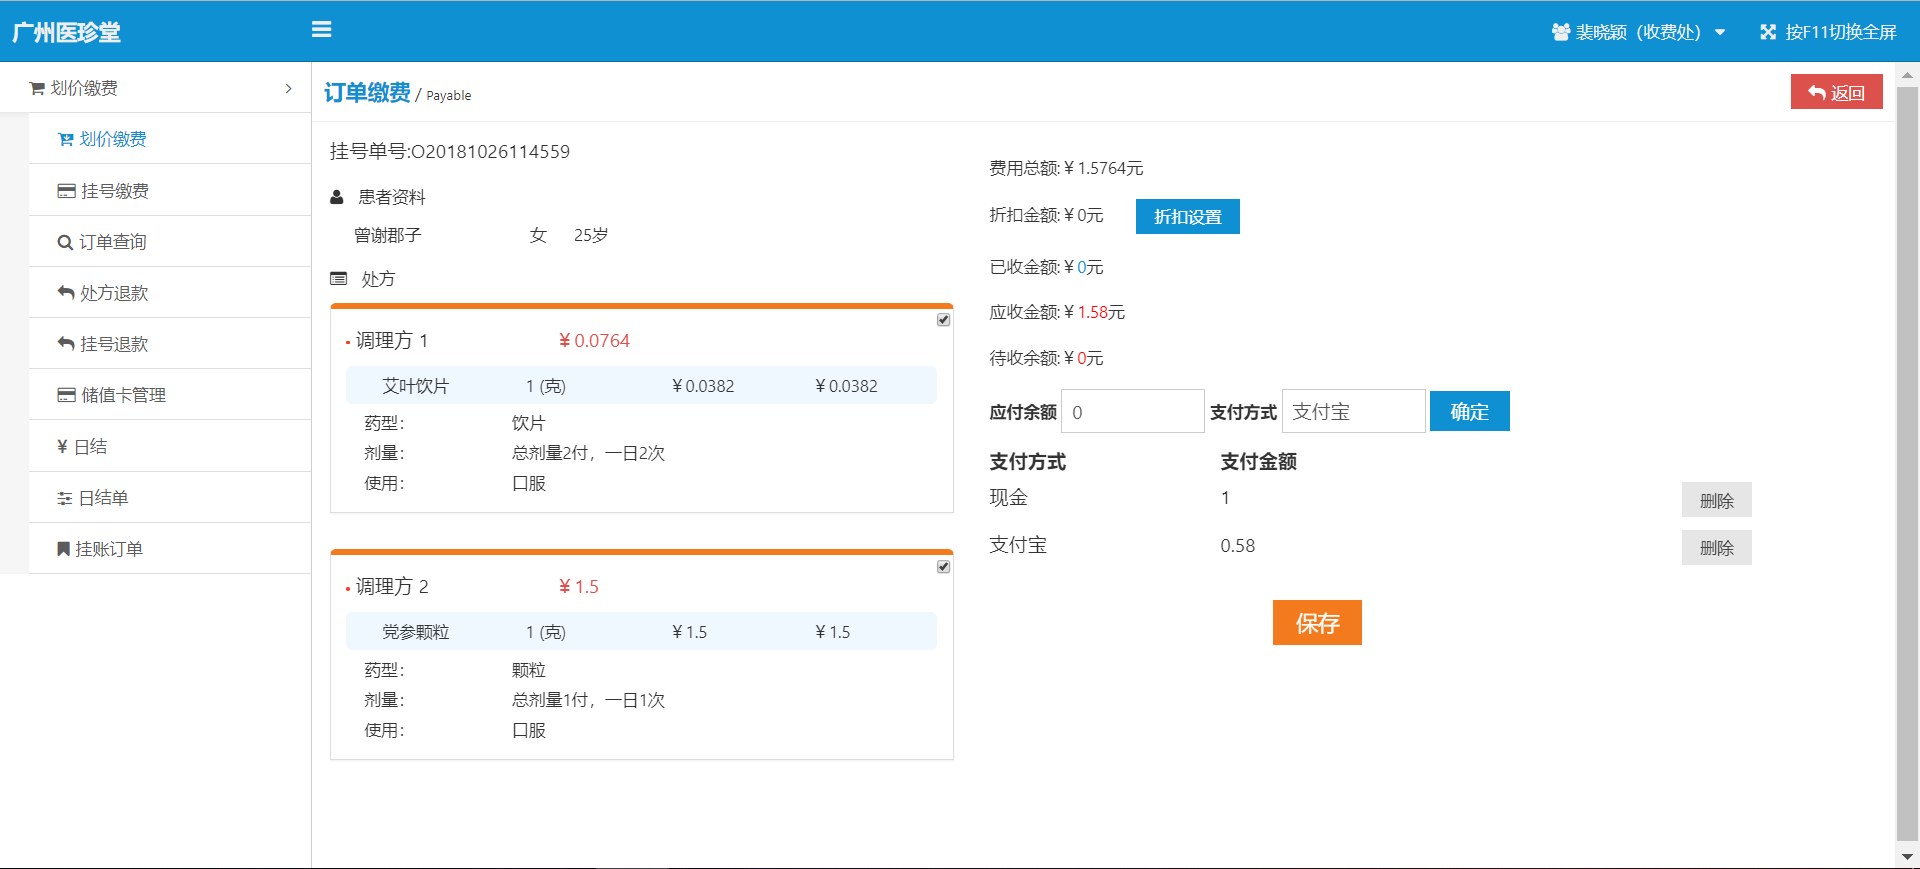 广州医珍堂
裴晓颖（收费处）
按F11切换全屏
划价缴费
划价缴费
挂号缴费
订单查询
处方退款
挂号退款
储值卡管理
¥ 日结
日结单
挂账订单
订单缴费 / Payable
返回
挂号单号:O20181026114559
患者资料
曾谢郡子 女 25岁
处方
调理方 1 ¥ 0.0764
艾叶饮片 1 (克) ¥ 0.0382 ¥ 0.0382
药型： 饮片
剂量： 总剂量2付，一日2次
使用： 口服
调理方 2 ¥ 1.5
党参颗粒 1 (克) ¥ 1.5 ¥ 1.5
药型： 颗粒
剂量： 总剂量1付，一日1次
使用： 口服
费用总额:¥ 1.5764元
折扣金额:¥ 0元 折扣设置
已收金额:¥ 0元
应收金额:¥ 1.58元
待收余额:¥ 0元
应付余额 0 支付方式 支付宝 确定
支付方式 支付金额
现金 1 删除
支付宝 0.58 删除
保存